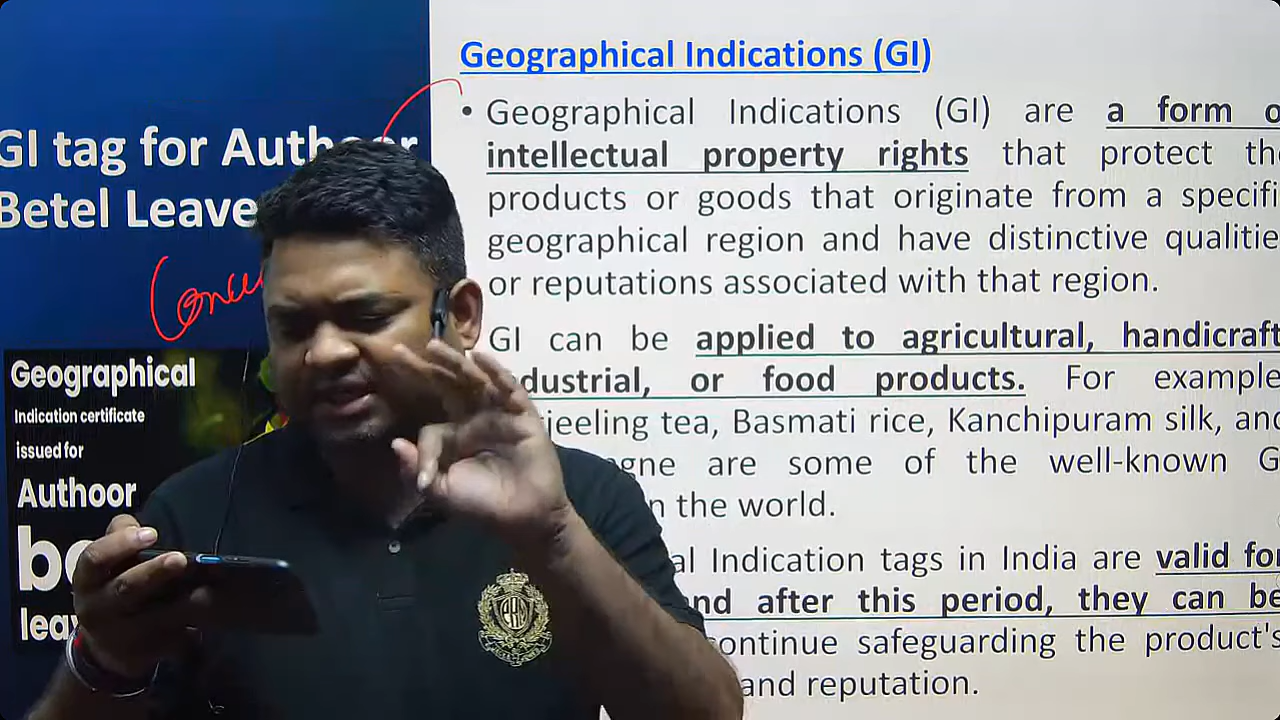 GI tag for Authoor
Betel Leave
Geographical
Indication certificate
issued for
Authoor
be
leav
Geographical Indications (GI)
• Geographical Indications (GI) are a form o
intellectual property rights that protect the
products or goods that originate from a specifi
geographical region and have distinctive qualitie
or reputations associated with that region.
GI can be applied to agricultural, handicraft
dustrial, or food products. For example
jeeling tea, Basmati rice, Kanchipuram silk, and
gne are some of the well-known G
n the world.
al Indication tags in India are valid for
nd after this period, they can be
ontinue safeguarding the product's
and reputation.